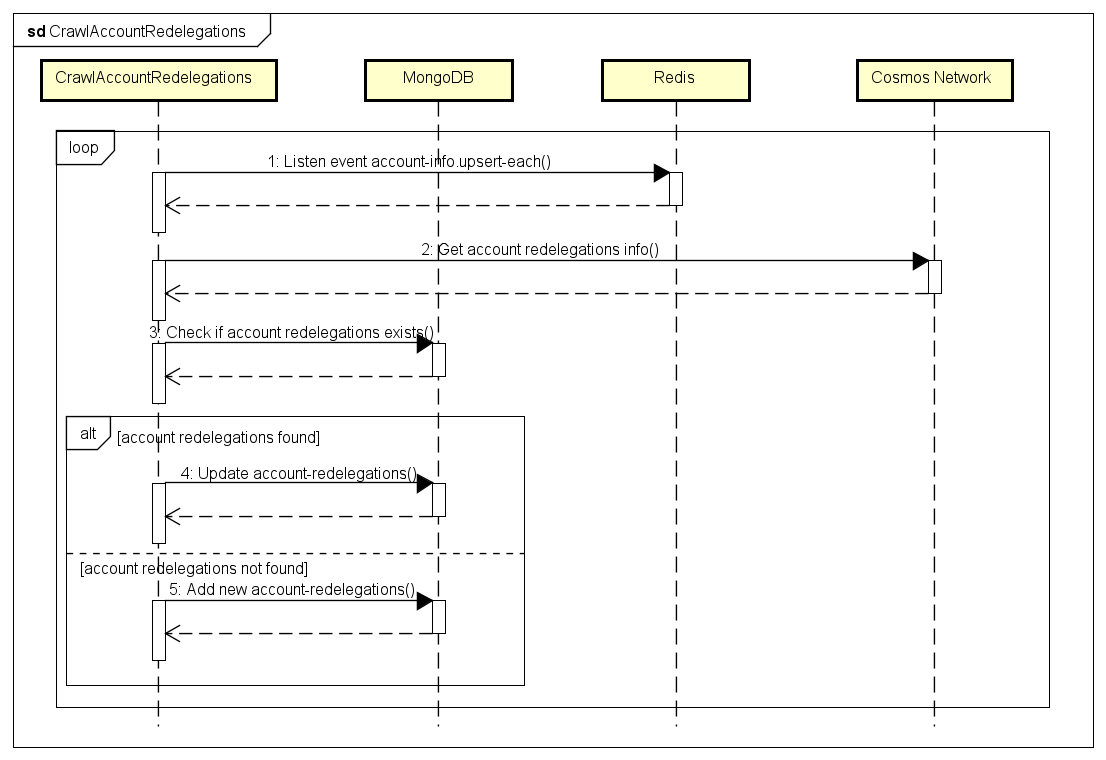 sd CrawlAccountRedelegations
CrawlAccountRedelegations
MongoDB
Redis
Cosmos Network
loop
1: Listen event account-info.upsert-each()
2: Get account redelegations info()
3: Check if account redelegations exists()
alt
[account redelegations found]
4: Update account-redelegations()
[account redelegations not found]
5: Add new account-redelegations()